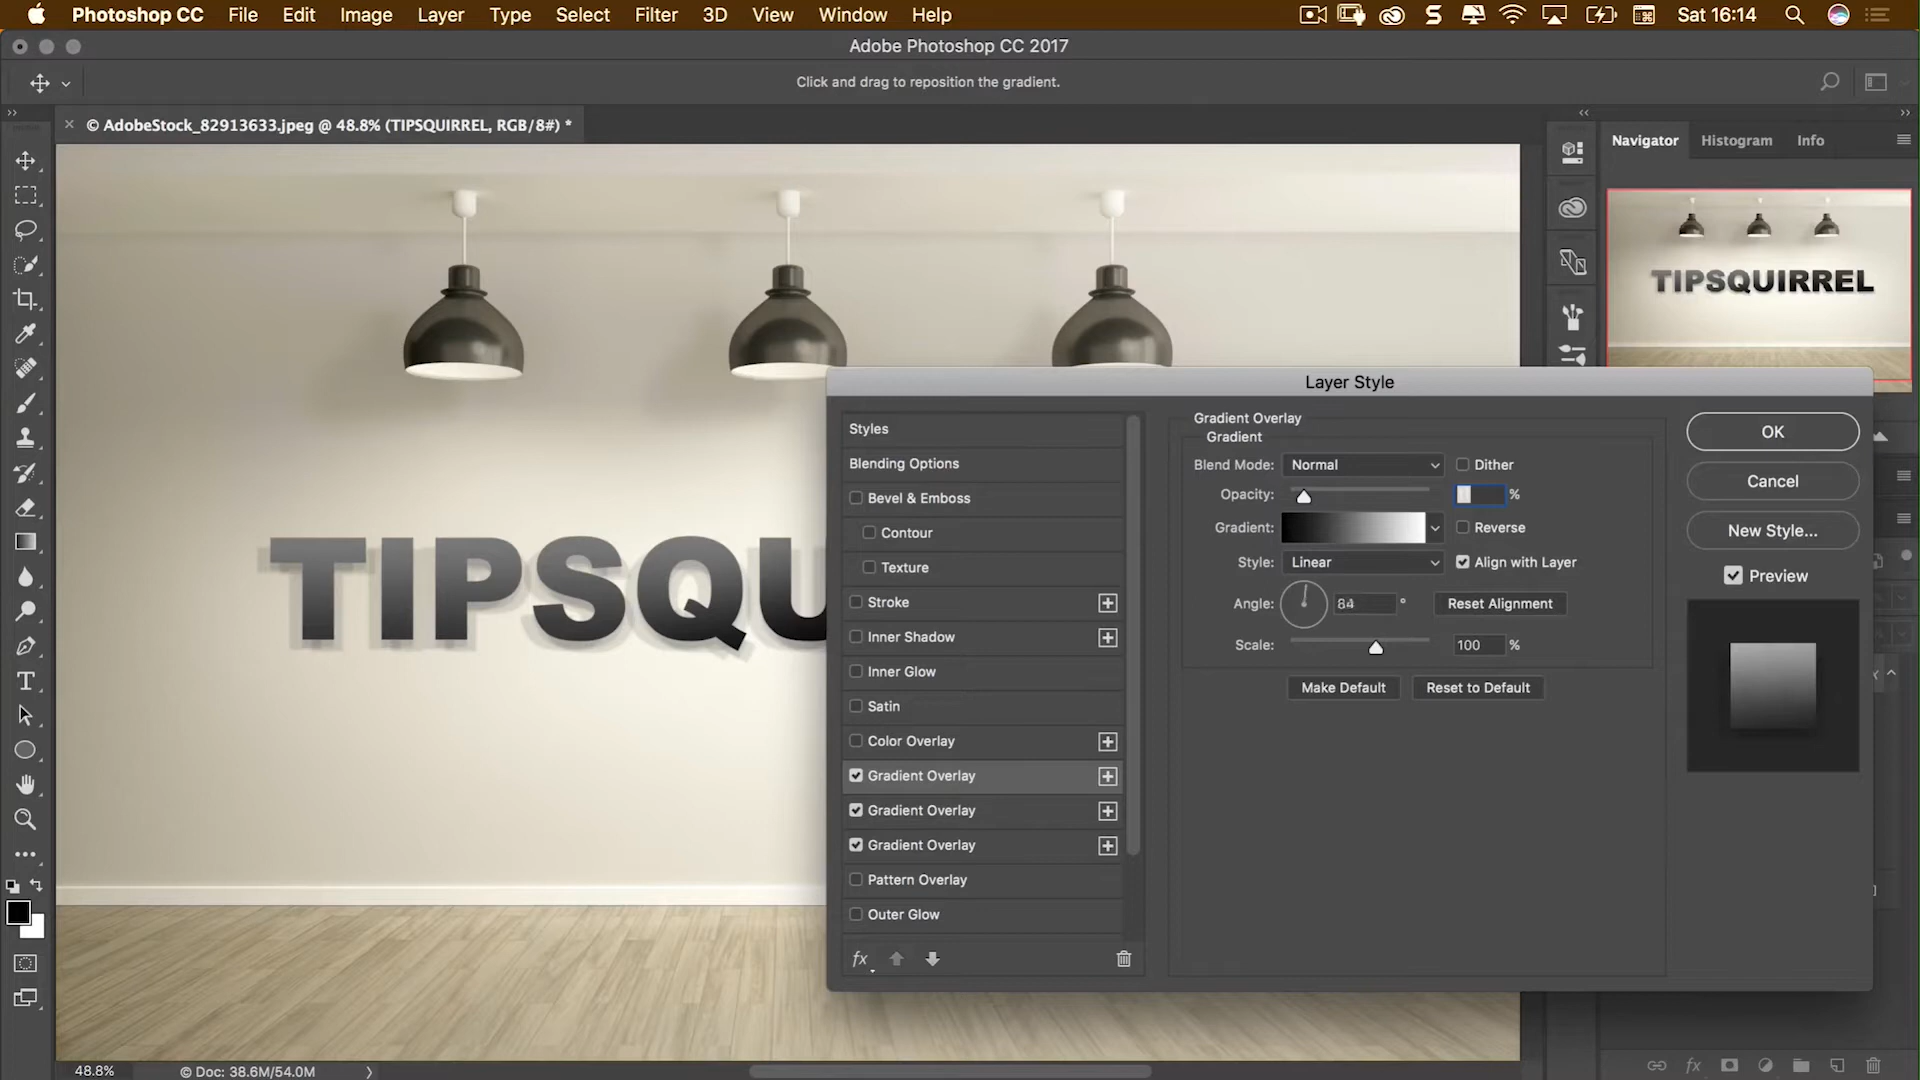 Photoshop CC File Edit Image Layer Type Select Filter 3D View Window Help Sat 16:14
Adobe Photoshop CC 2017
Click and drag to reposition the gradient.
© AdobeStock_82913633.jpeg @ 48.8% (TIPSQUIRREL, RGB/8#) *
Navigator Histogram Info
TIPSQUIRREL
TIPSQU
Layer Style
Styles
Blending Options
Bevel & Emboss
Contour
Texture
Stroke
Inner Shadow
Inner Glow
Satin
Color Overlay
Gradient Overlay
Gradient Overlay
Gradient Overlay
Pattern Overlay
Outer Glow
fx
Gradient Overlay
Gradient
Blend Mode: Normal Dither
Opacity: %
Gradient: Reverse
Style: Linear Align with Layer
Angle: 84 ° Reset Alignment
Scale: 100 %
Make Default Reset to Default
OK
Cancel
New Style...
Preview
48.8% © Doc: 38.6M/54.0M
fx